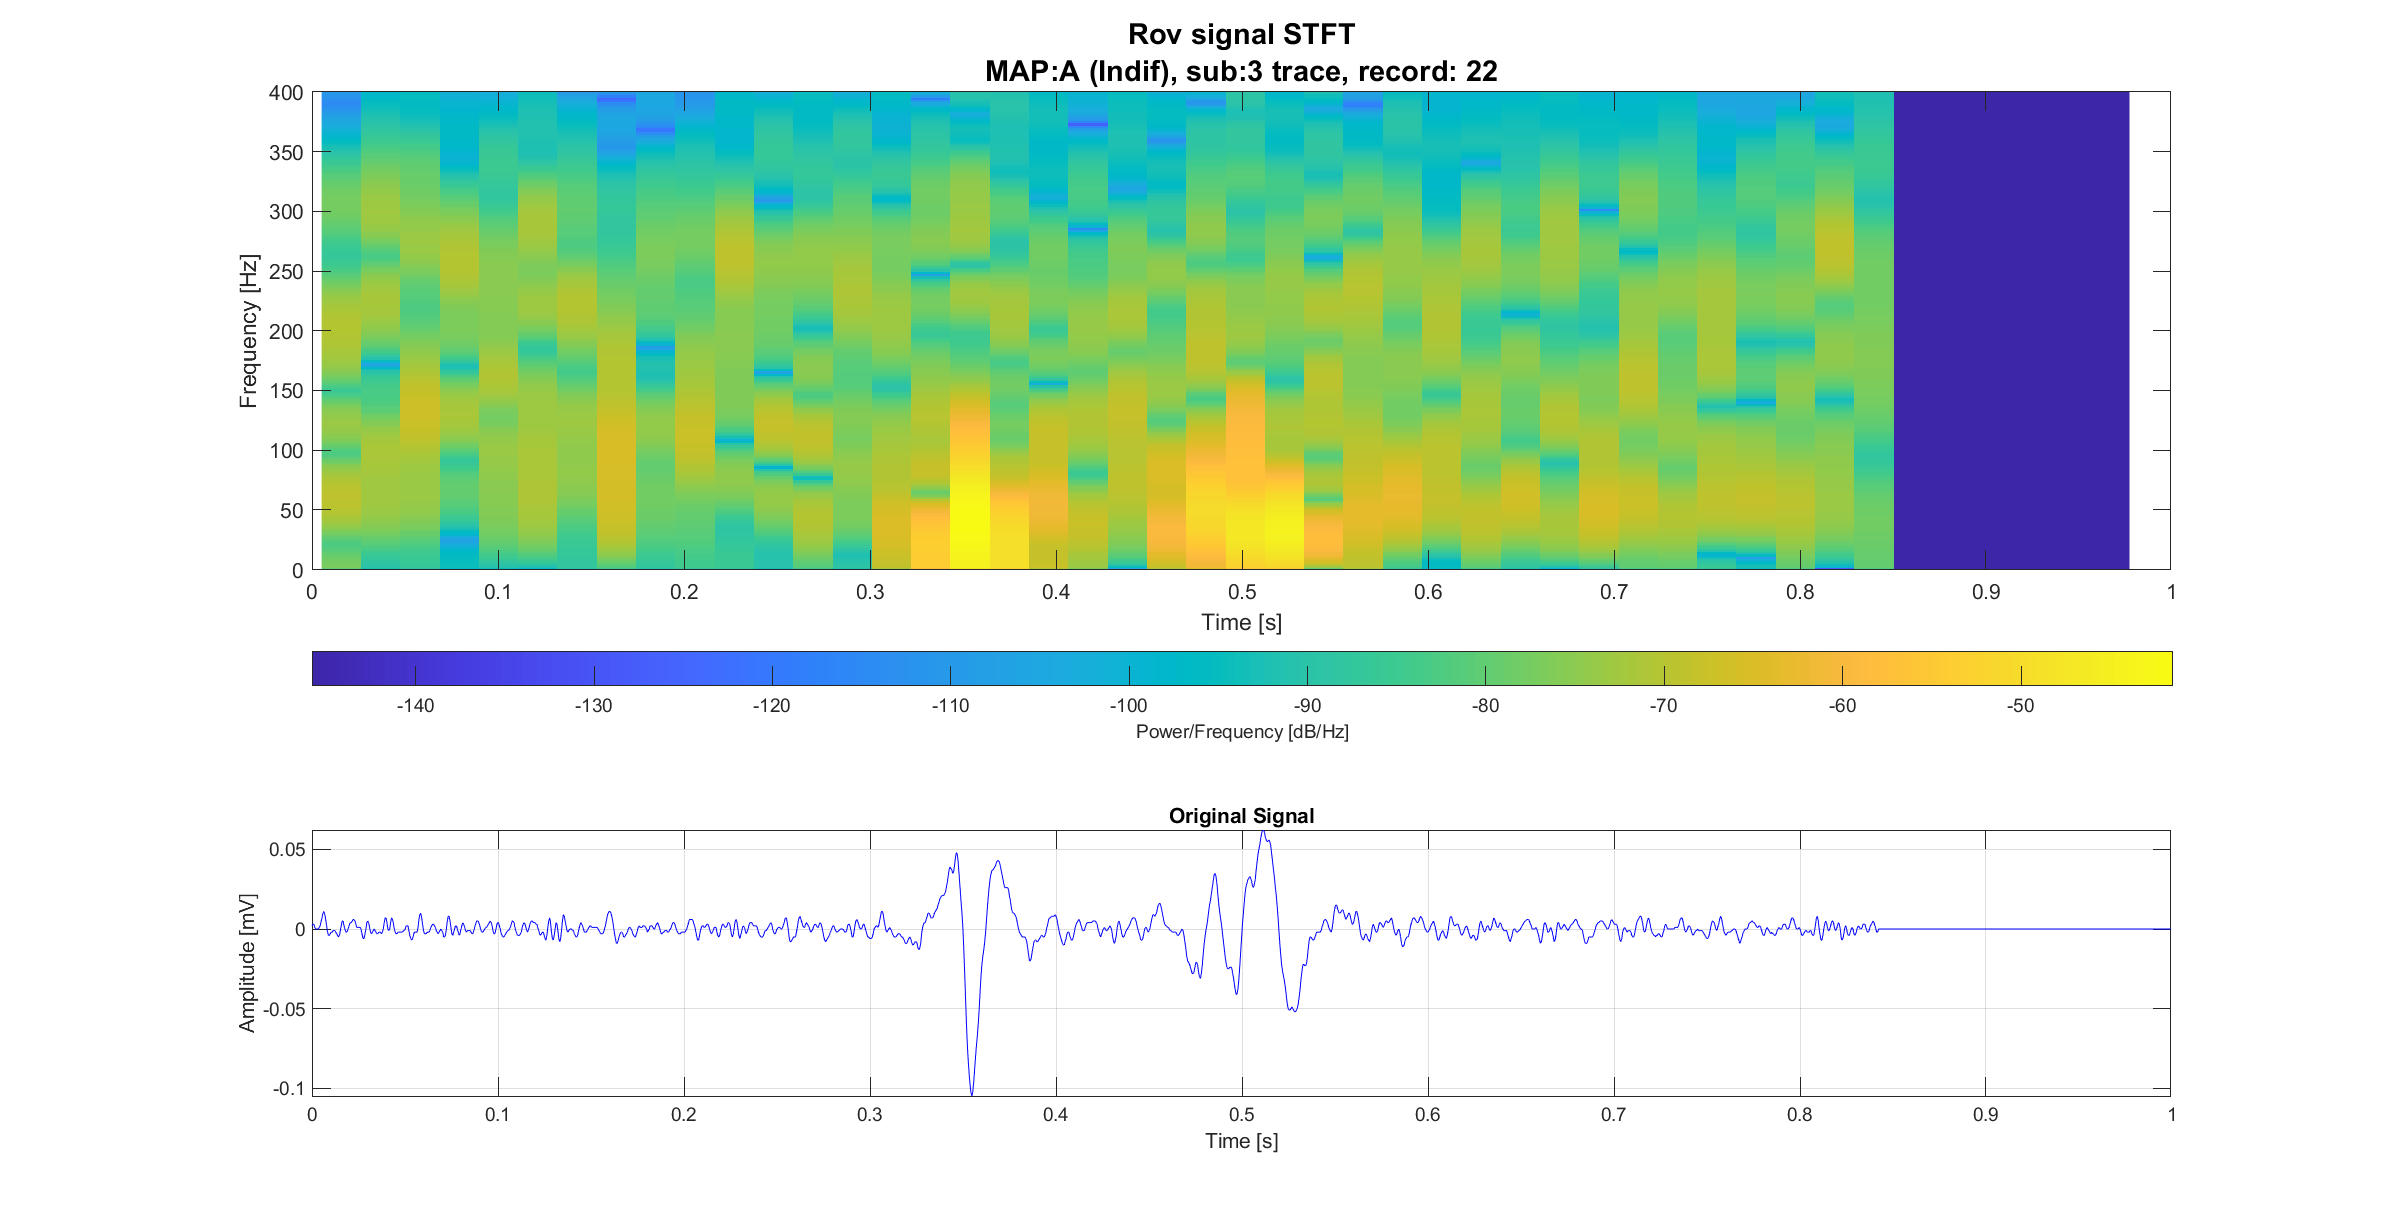 Rov signal STFT
MAP:A (Indif), sub:3 trace, record: 22
400
350
300
250
200
150
100
50
0
Frequency [Hz]
0 0.1 0.2 0.3 0.4 0.5 0.6 0.7 0.8 0.9 1
Time [s]
-140 -130 -120 -110 -100 -90 -80 -70 -60 -50
Power/Frequency [dB/Hz]
Original Signal
0.05
0
-0.05
-0.1
Amplitude [mV]
0 0.1 0.2 0.3 0.4 0.5 0.6 0.7 0.8 0.9 1
Time [s]